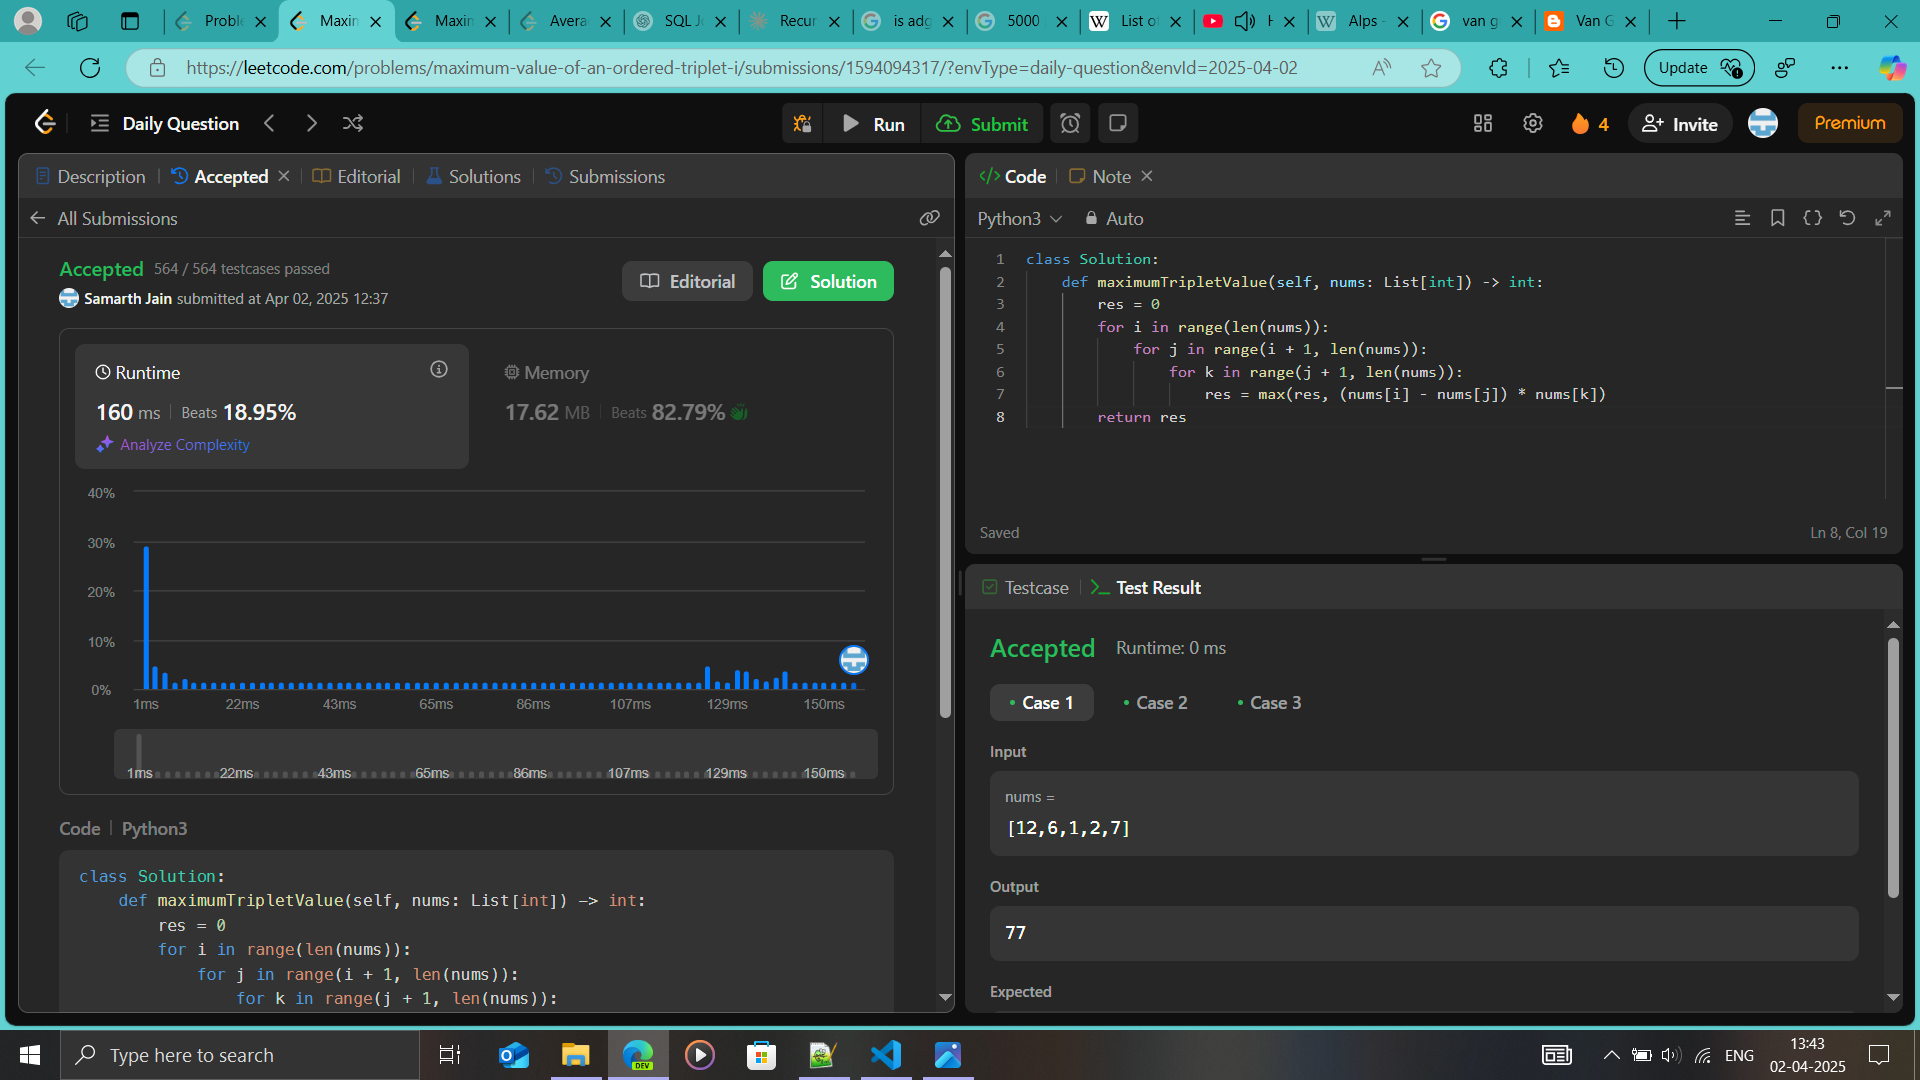 Proble
Maxin
Maxin
Avera
SQL J
Recur
is adg
5000
List o
Alps -
van g
Van G
https://leetcode.com/problems/maximum-value-of-an-ordered-triplet-i/submissions/1594094317/?envType=daily-question&envId=2025-04-02
Update
Daily Question
Run
Submit
4
Invite
Premium
Description
Accepted
Editorial
Solutions
Submissions
All Submissions
Accepted 564 / 564 testcases passed
Samarth Jain submitted at Apr 02, 2025 12:37
Editorial
Solution
Runtime
160 ms Beats 18.95%
Analyze Complexity
Memory
17.62 MB Beats 82.79%
40%
30%
20%
10%
0%
1ms 22ms 43ms 65ms 86ms 107ms 129ms 150ms
1ms 22ms 43ms 65ms 86ms 107ms 129ms 150ms
Code Python3
class Solution:
def maximumTripletValue(self, nums: List[int]) -> int:
res = 0
for i in range(len(nums)):
for j in range(i + 1, len(nums)):
for k in range(j + 1, len(nums)):
Code
Note
Python3
Auto
1 class Solution:
2 def maximumTripletValue(self, nums: List[int]) -> int:
3 res = 0
4 for i in range(len(nums)):
5 for j in range(i + 1, len(nums)):
6 for k in range(j + 1, len(nums)):
7 res = max(res, (nums[i] - nums[j]) * nums[k])
8 return res
Saved
Ln 8, Col 19
Testcase
Test Result
Accepted Runtime: 0 ms
Case 1
Case 2
Case 3
Input
nums =
[12,6,1,2,7]
Output
77
Expected
Type here to search
DEV
ENG
13:43
02-04-2025